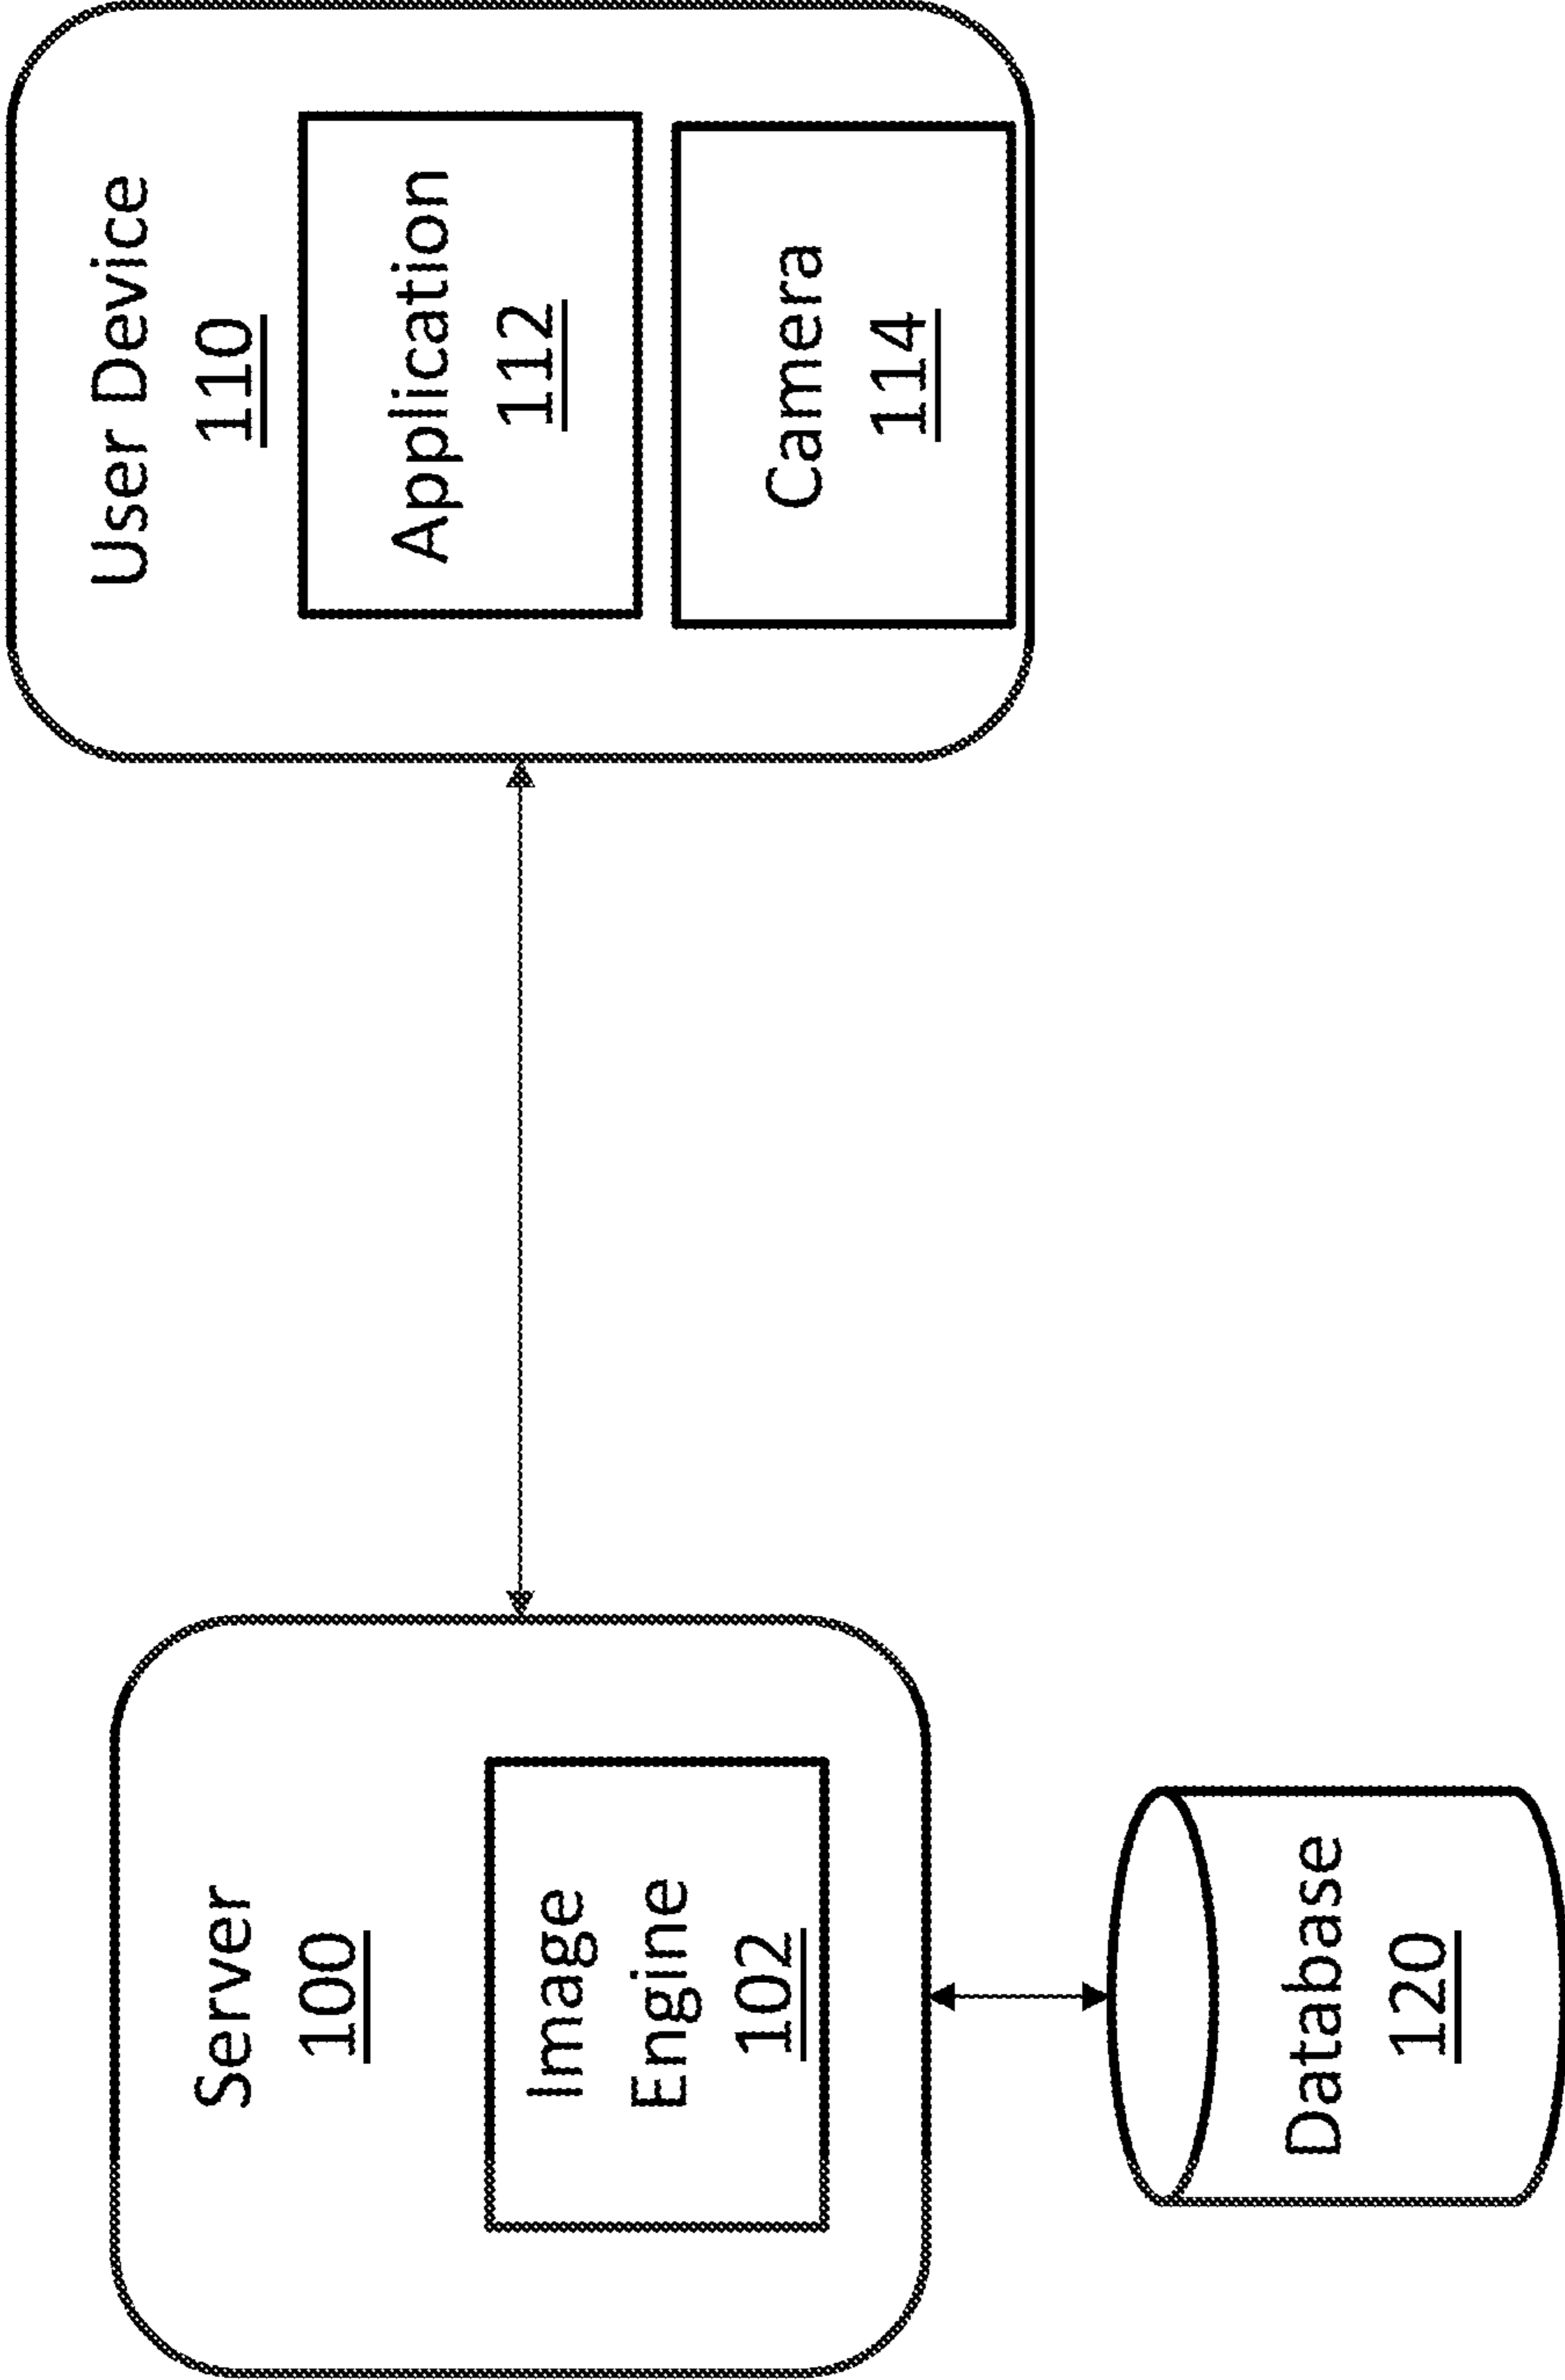 Server
100
Image
Engine
102
Database
120
User Device
110
Application
112
Camera
114